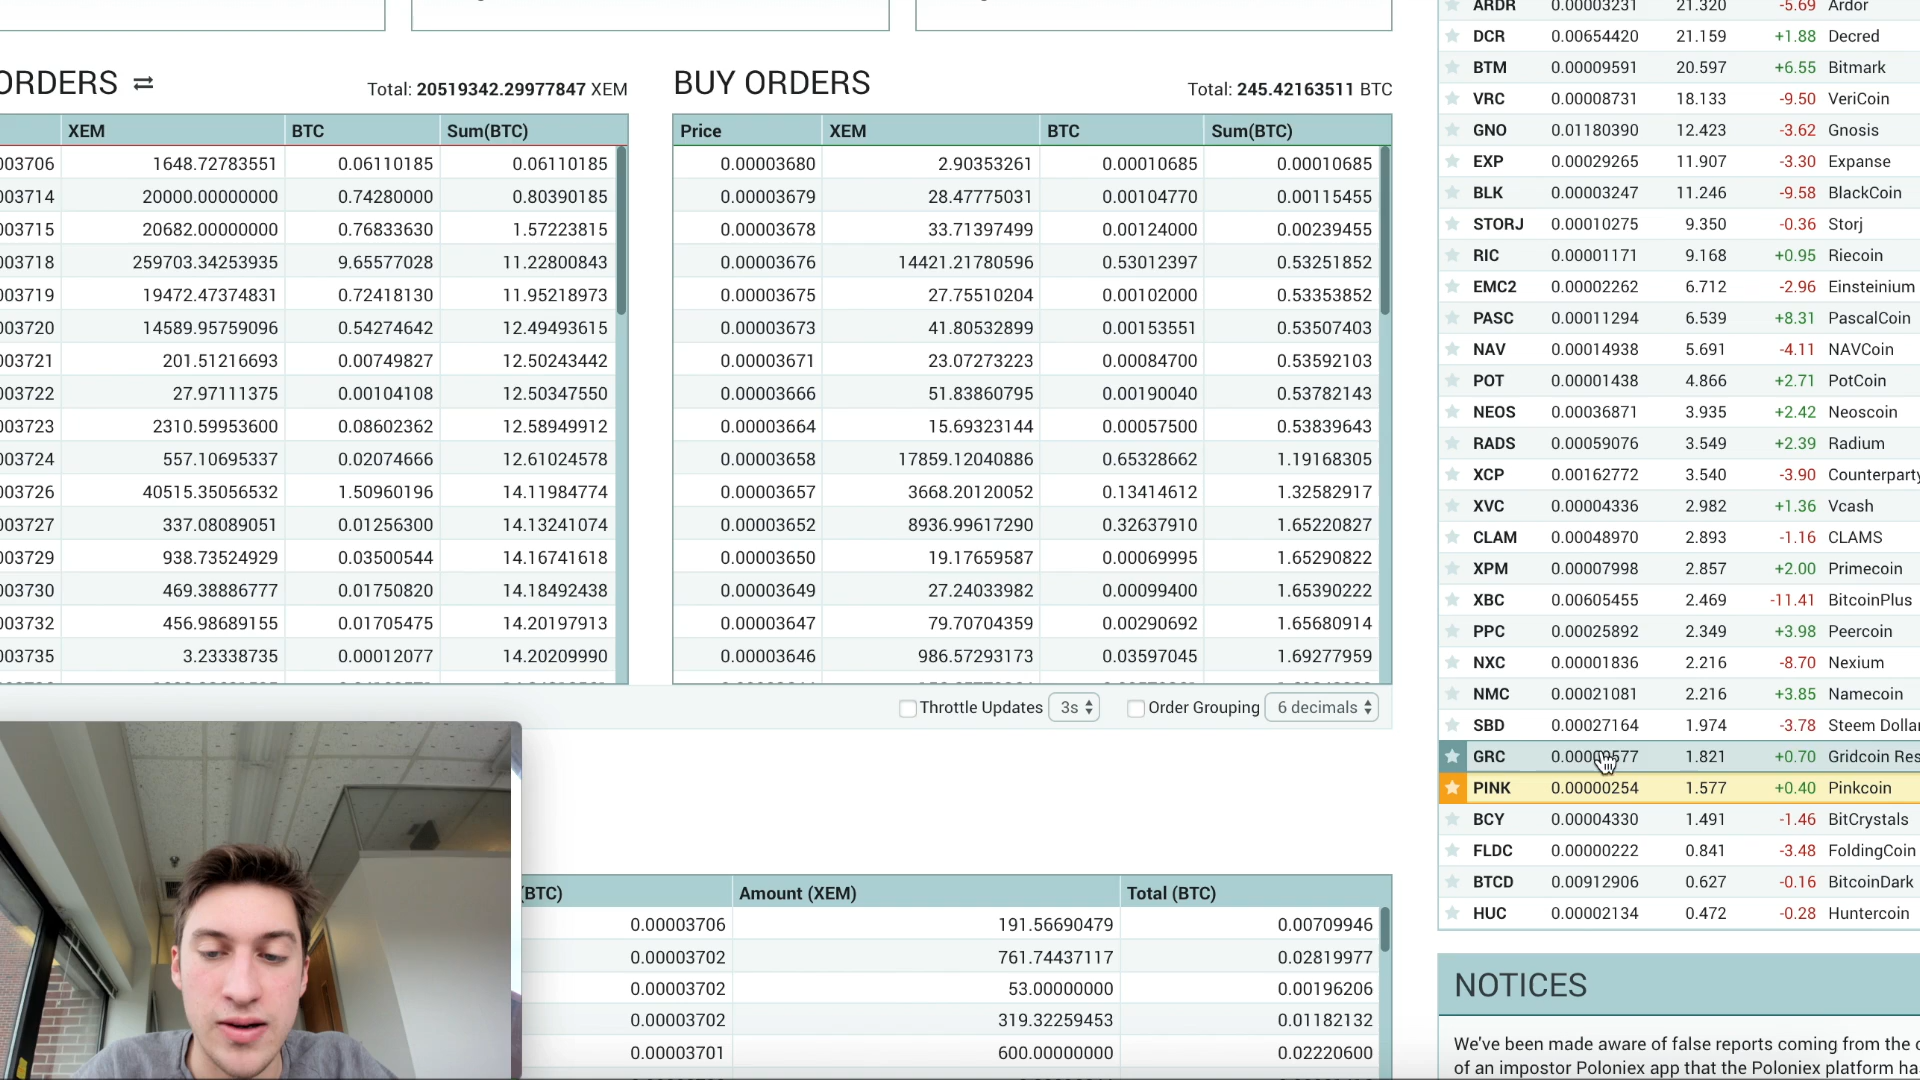 ORDERS ⇄ Total: 20519342.29977847 XEM
XEM BTC Sum(BTC)
003706 1648.72783551 0.06110185 0.06110185
003714 20000.00000000 0.74280000 0.80390185
003715 20682.00000000 0.76833630 1.57223815
003718 259703.34253935 9.65577028 11.22800843
003719 19472.47374831 0.72418130 11.95218973
003720 14589.95759096 0.54274642 12.49493615
003721 201.51216693 0.00749827 12.50243442
003722 27.97111375 0.00104108 12.50347550
003723 2310.59953600 0.08602362 12.58949912
003724 557.10695337 0.02074666 12.61024578
003726 40515.35056532 1.50960196 14.11984774
003727 337.08089051 0.01256300 14.13241074
003729 938.73524929 0.03500544 14.16741618
003730 469.38886777 0.01750820 14.18492438
003732 456.98689155 0.01705475 14.20197913
003735 3.23338735 0.00012077 14.20209990
BUY ORDERS Total: 245.42163511 BTC
Price XEM BTC Sum(BTC)
0.00003680 2.90353261 0.00010685 0.00010685
0.00003679 28.47775031 0.00104770 0.00115455
0.00003678 33.71397499 0.00124000 0.00239455
0.00003676 14421.21780596 0.53012397 0.53251852
0.00003675 27.75510204 0.00102000 0.53353852
0.00003673 41.80532899 0.00153551 0.53507403
0.00003671 23.07273223 0.00084700 0.53592103
0.00003666 51.83860795 0.00190040 0.53782143
0.00003664 15.69323144 0.00057500 0.53839643
0.00003658 17859.12040886 0.65328662 1.19168305
0.00003657 3668.20120052 0.13414612 1.32582917
0.00003652 8936.99617290 0.32637910 1.65220827
0.00003650 19.17659587 0.00069995 1.65290822
0.00003649 27.24033982 0.00099400 1.65390222
0.00003647 79.70704359 0.00290692 1.65680914
0.00003646 986.57293173 0.03597045 1.69277959
Throttle Updates 3s Order Grouping 6 decimals
(BTC) Amount (XEM) Total (BTC)
0.00003706 191.56690479 0.00709946
0.00003702 761.74437117 0.02819977
0.00003702 53.00000000 0.00196206
0.00003702 319.32259453 0.01182132
0.00003701 600.00000000 0.02220600
ARDR 0.00003231 21.320 -5.69 Ardor
DCR 0.00654420 21.159 +1.88 Decred
BTM 0.00009591 20.597 +6.55 Bitmark
VRC 0.00008731 18.133 -9.50 VeriCoin
GNO 0.01180390 12.423 -3.62 Gnosis
EXP 0.00029265 11.907 -3.30 Expanse
BLK 0.00003247 11.246 -9.58 BlackCoin
STORJ 0.00010275 9.350 -0.36 Storj
RIC 0.00001171 9.168 +0.95 Riecoin
EMC2 0.00002262 6.712 -2.96 Einsteinium
PASC 0.00011294 6.539 +8.31 PascalCoin
NAV 0.00014938 5.691 -4.11 NAVCoin
POT 0.00001438 4.866 +2.71 PotCoin
NEOS 0.00036871 3.935 +2.42 Neoscoin
RADS 0.00059076 3.549 +2.39 Radium
XCP 0.00162772 3.540 -3.90 Counterparty
XVC 0.00004336 2.982 +1.36 Vcash
CLAM 0.00048970 2.893 -1.16 CLAMS
XPM 0.00007998 2.857 +2.00 Primecoin
XBC 0.00605455 2.469 -11.41 BitcoinPlus
PPC 0.00025892 2.349 +3.98 Peercoin
NXC 0.00001836 2.216 -8.70 Nexium
NMC 0.00021081 2.216 +3.85 Namecoin
SBD 0.00027164 1.974 -3.78 Steem Dollar
GRC 1.821 +0.70 Gridcoin Res
PINK 0.00000254 1.577 +0.40 Pinkcoin
BCY 0.00004330 1.491 -1.46 BitCrystals
FLDC 0.00000222 0.841 -3.48 FoldingCoin
BTCD 0.00912906 0.627 -0.16 BitcoinDark
HUC 0.00002134 0.472 -0.28 Huntercoin
NOTICES
We've been made aware of false reports coming from the
of an impostor Poloniex app that the Poloniex platform ha